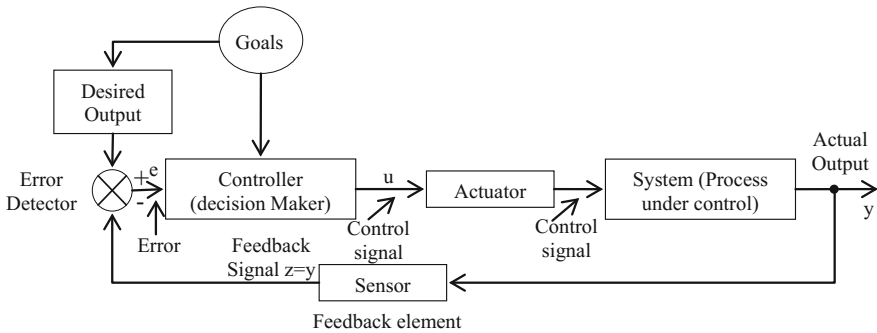 Goals
Desired
Output
Actual
Output
Error
Detector
+
e
-
Controller
(decision Maker)
u
Actuator
System (Process
under control)
y
Error
Control
signal
Control
signal
Feedback
Signal z=y
Sensor
Feedback element